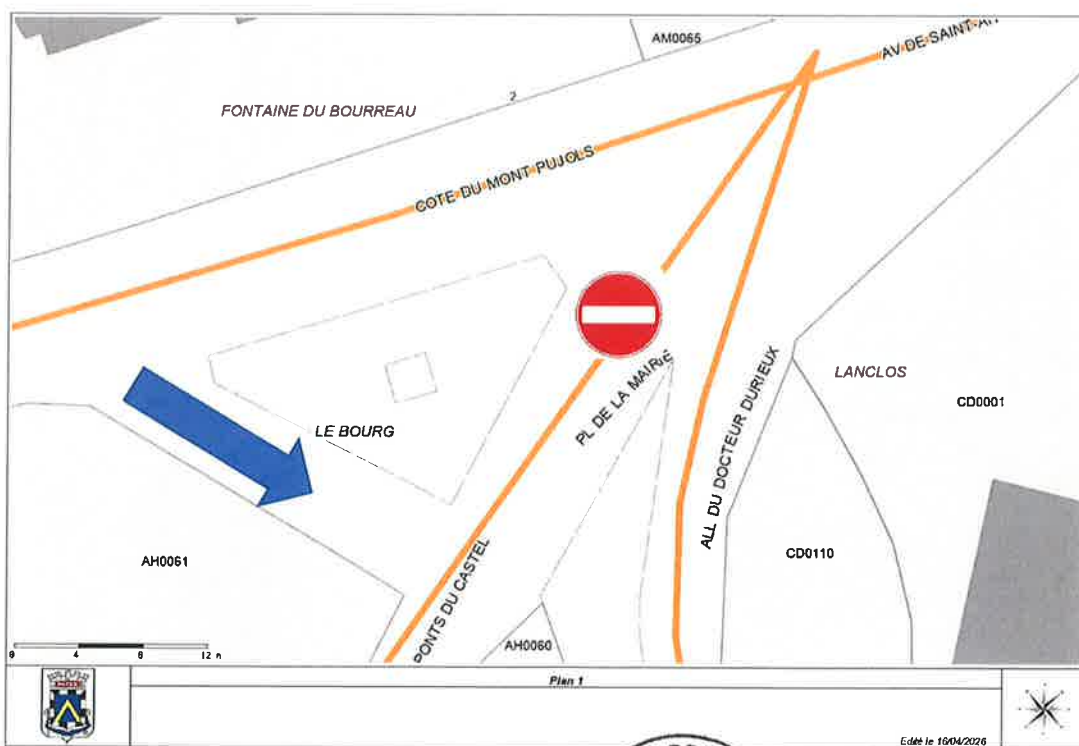 AM0065
AV DE SAINT-AN
2
FONTAINE DU BOURREAU
COTE DU MONT PUJOLS
PL DE LA MAIRIE
LANCLOS
ALL DU DOCTEUR DURIEUX
CD0001
LE BOURG
AH0061
CD0110
PONTS DU CASTEL
AH0060
0 4 8 12 m
Plan 1
Edité le 16/04/2026